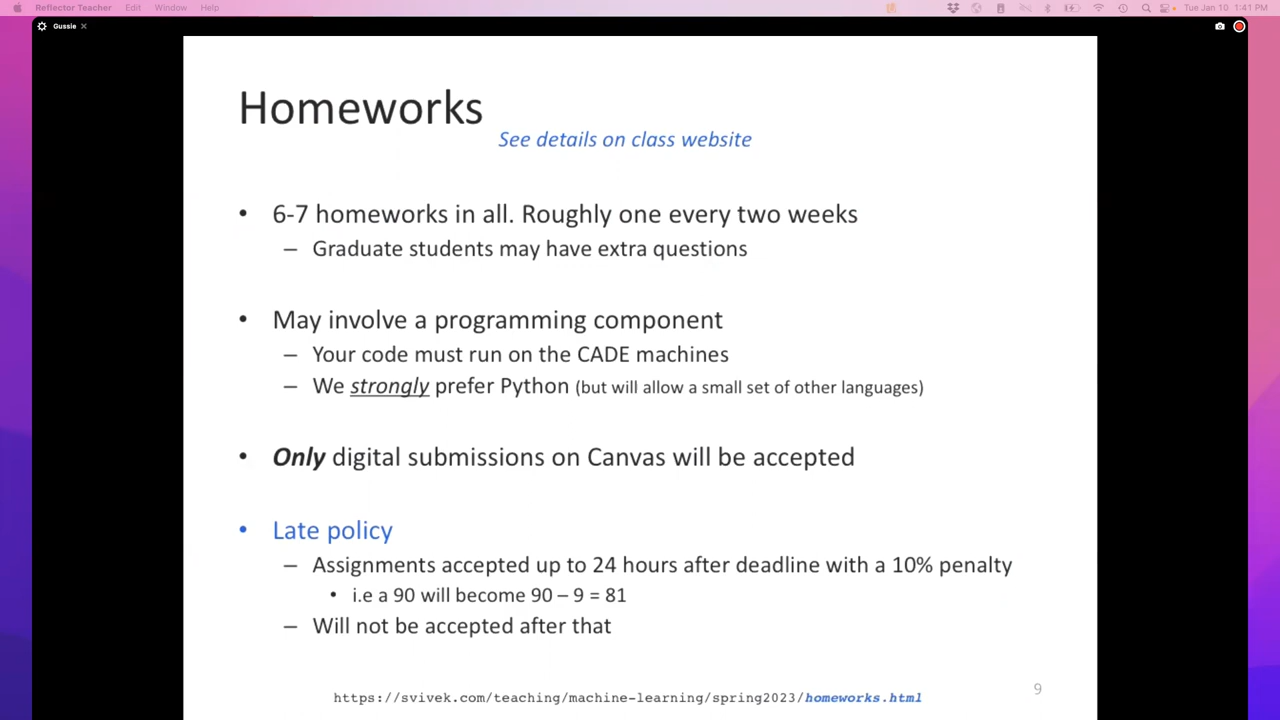 Reflector Teacher Edit Window Help Tue Jan 10 1:41 PM
Gussie
Homeworks
See details on class website
• 6-7 homeworks in all. Roughly one every two weeks
– Graduate students may have extra questions
• May involve a programming component
– Your code must run on the CADE machines
– We strongly prefer Python (but will allow a small set of other languages)
• Only digital submissions on Canvas will be accepted
• Late policy
– Assignments accepted up to 24 hours after deadline with a 10% penalty
• i.e a 90 will become 90 – 9 = 81
– Will not be accepted after that
https://svivek.com/teaching/machine-learning/spring2023/homeworks.html
9